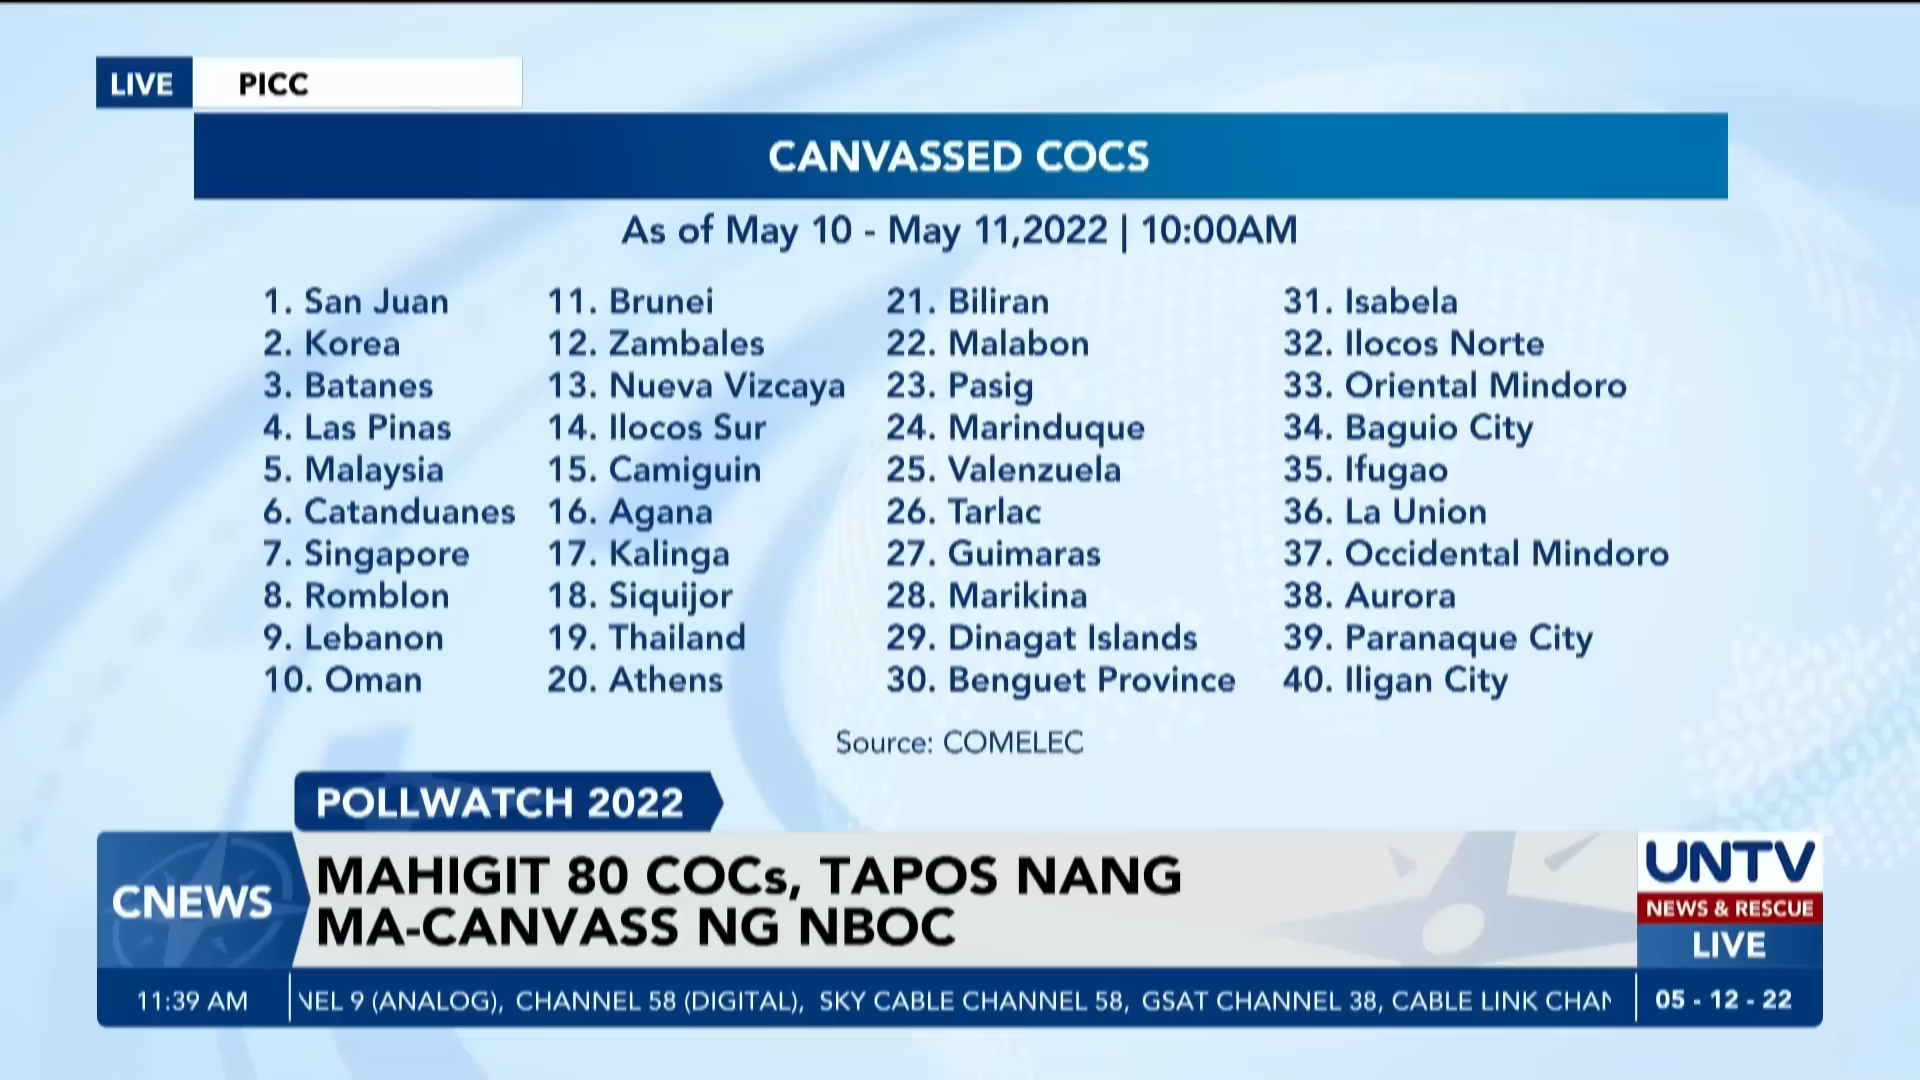 LIVE PICC
CANVASSED COCS
As of May 10 - May 11,2022 | 10:00AM
1. San Juan
2. Korea
3. Batanes
4. Las Pinas
5. Malaysia
6. Catanduanes
7. Singapore
8. Romblon
9. Lebanon
10. Oman
11. Brunei
12. Zambales
13. Nueva Vizcaya
14. Ilocos Sur
15. Camiguin
16. Agana
17. Kalinga
18. Siquijor
19. Thailand
20. Athens
21. Biliran
22. Malabon
23. Pasig
24. Marinduque
25. Valenzuela
26. Tarlac
27. Guimaras
28. Marikina
29. Dinagat Islands
30. Benguet Province
31. Isabela
32. Ilocos Norte
33. Oriental Mindoro
34. Baguio City
35. Ifugao
36. La Union
37. Occidental Mindoro
38. Aurora
39. Paranaque City
40. Iligan City
Source: COMELEC
POLLWATCH 2022
CNEWS
MAHIGIT 80 COCs, TAPOS NANG
MA-CANVASS NG NBOC
UNTV
NEWS & RESCUE
LIVE
11:39 AM
NEL 9 (ANALOG), CHANNEL 58 (DIGITAL), SKY CABLE CHANNEL 58, GSAT CHANNEL 38, CABLE LINK CHAN
05 - 12 - 22